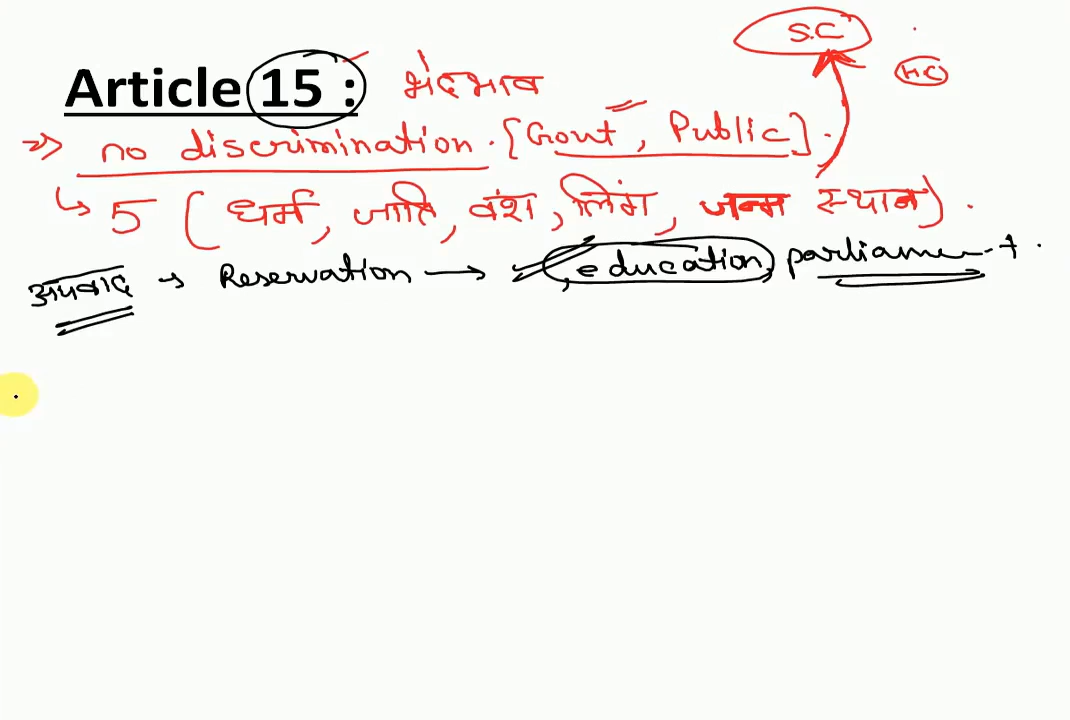 S.C
HC
Article 15 : भेदभाव
no discrimination. [Govt, Public].
5 (धर्म, जाति, वंश, लिंग, जन्म स्थान).
अपवाद → Reservation → education, parliament.